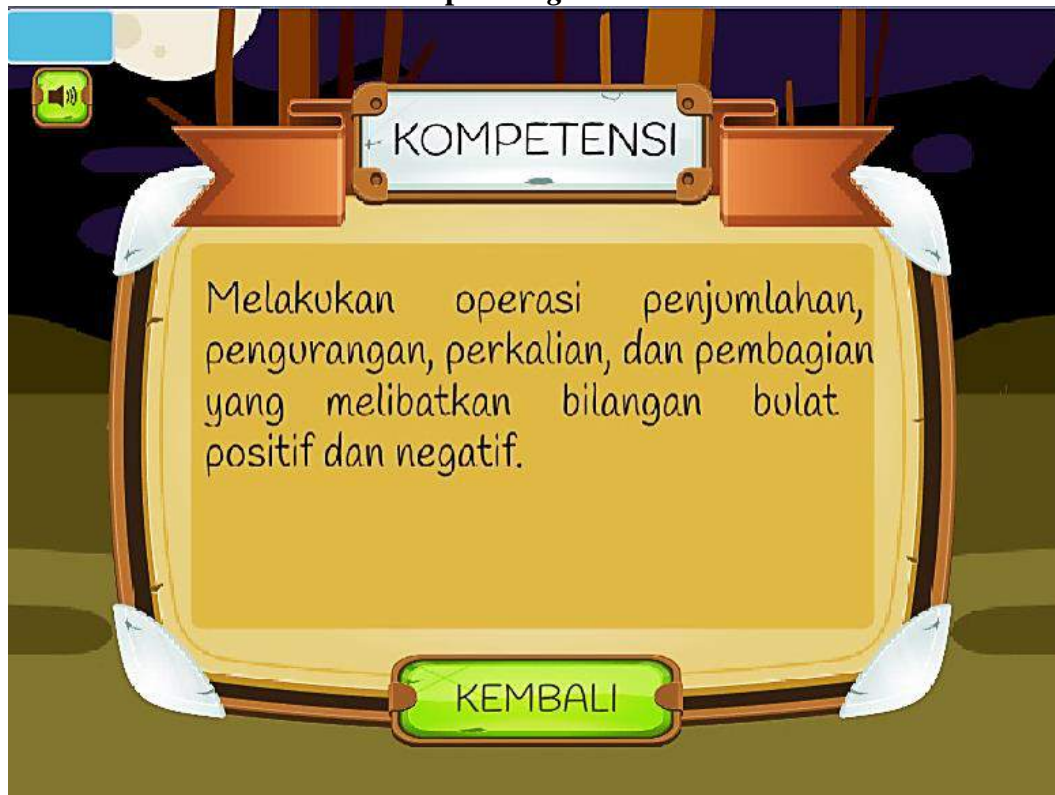 KOMPETENSI
Melakukan operasi penjumlahan,
pengurangan, perkalian, dan pembagian
yang melibatkan bilangan bulat
positif dan negatif.
KEMBALI